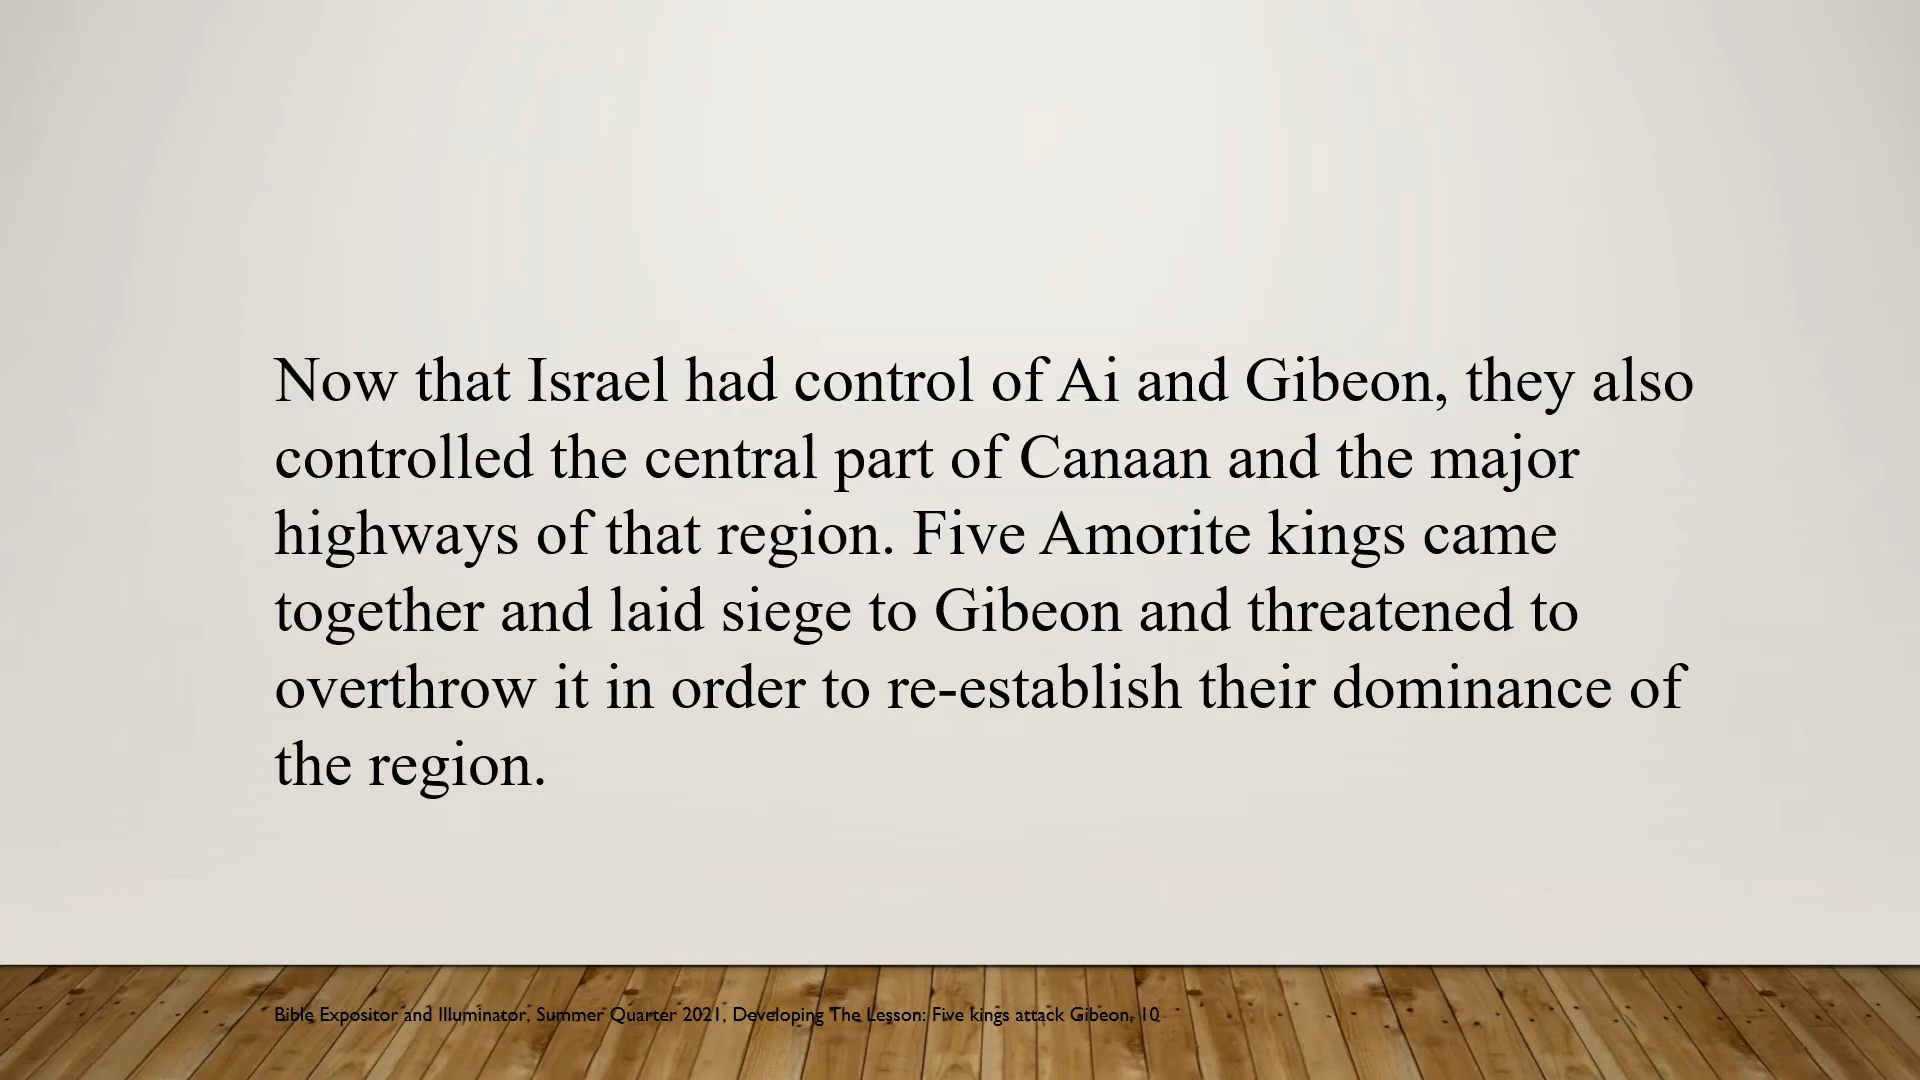 Now that Israel had control of Ai and Gibeon, they also
controlled the central part of Canaan and the major
highways of that region. Five Amorite kings came
together and laid siege to Gibeon and threatened to
overthrow it in order to re-establish their dominance of
the region.
Bible Expositor and Illuminator, Summer Quarter 2021, Developing The Lesson: Five kings attack Gibeon, 10